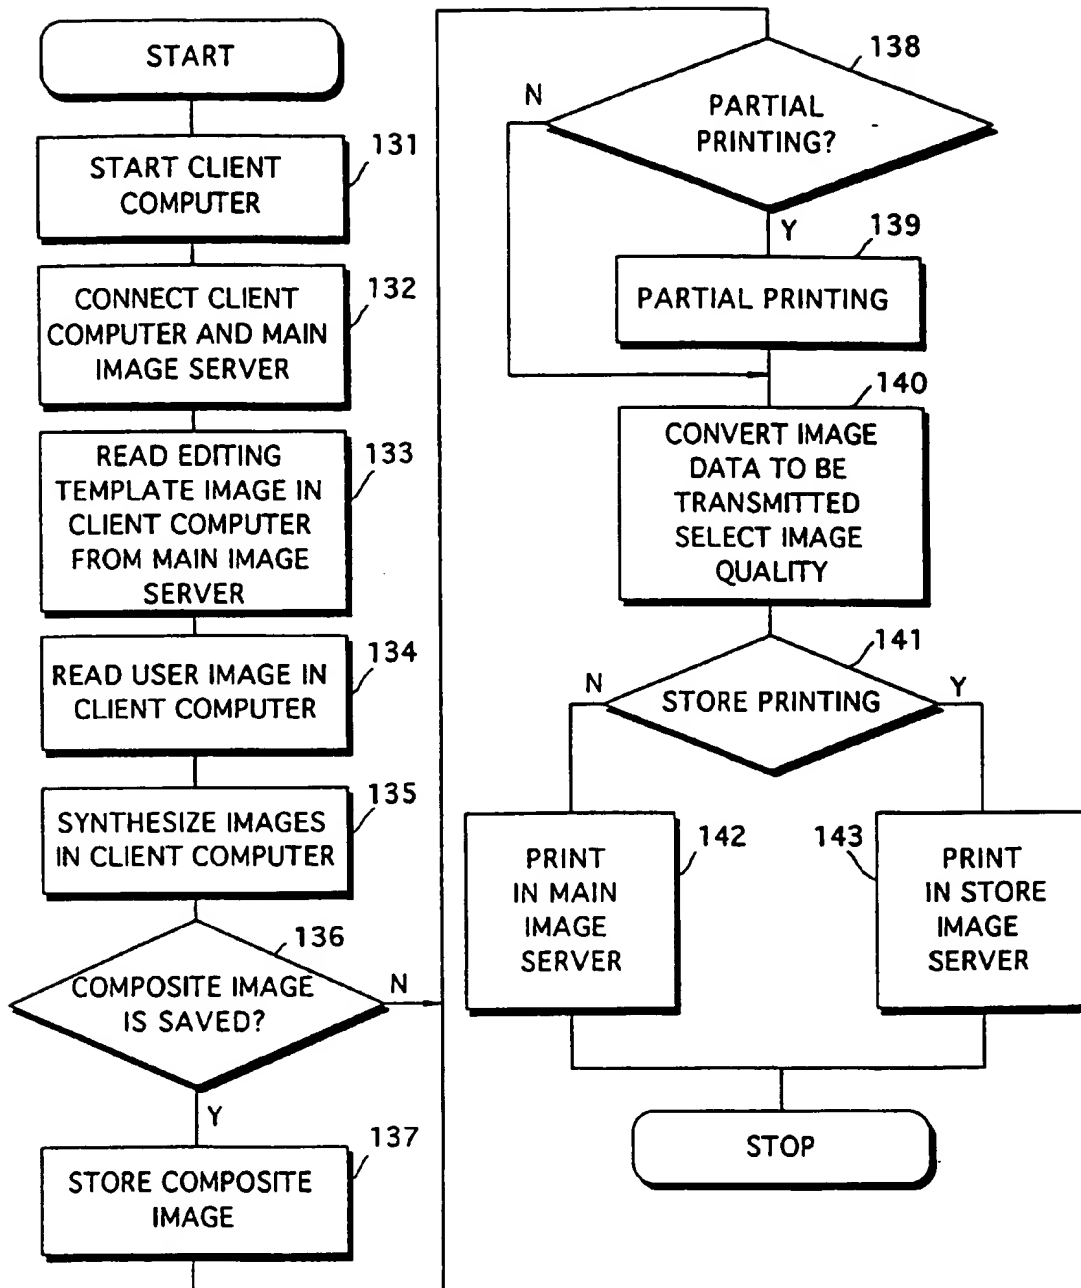 START
131
START CLIENT
COMPUTER
132
CONNECT CLIENT
COMPUTER AND MAIN
IMAGE SERVER
133
READ EDITING
TEMPLATE IMAGE IN
CLIENT COMPUTER
FROM MAIN IMAGE
SERVER
134
READ USER IMAGE IN
CLIENT COMPUTER
135
SYNTHESIZE IMAGES
IN CLIENT COMPUTER
136
COMPOSITE IMAGE
IS SAVED?
N
Y
137
STORE COMPOSITE
IMAGE
138
PARTIAL
PRINTING?
N
Y
139
PARTIAL PRINTING
140
CONVERT IMAGE
DATA TO BE
TRANSMITTED
SELECT IMAGE
QUALITY
141
STORE PRINTING
N
Y
142
PRINT
IN MAIN
IMAGE
SERVER
143
PRINT
IN STORE
IMAGE
SERVER
STOP